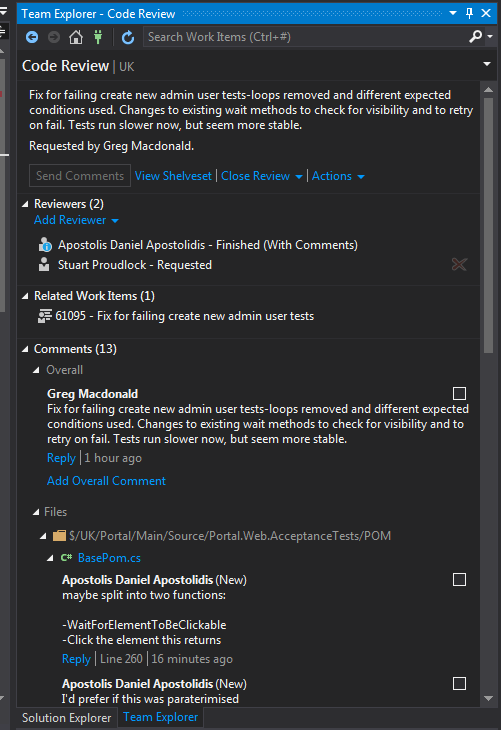 Team Explorer - Code Review
Search Work Items (Ctrl+#)
Code Review | UK
Fix for failing create new admin user tests-loops removed and different expected
conditions used. Changes to existing wait methods to check for visibility and to retry
on fail. Tests run slower now, but seem more stable.
Requested by Greg Macdonald.
Send Comments View Shelveset | Close Review | Actions
Reviewers (2)
Add Reviewer
Apostolis Daniel Apostolidis - Finished (With Comments)
Stuart Proudlock - Requested
Related Work Items (1)
61095 - Fix for failing create new admin user tests
Comments (13)
Overall
Greg Macdonald
Fix for failing create new admin user tests-loops removed and different expected
conditions used. Changes to existing wait methods to check for visibility and to
retry on fail. Tests run slower now, but seem more stable.
Reply | 1 hour ago
Add Overall Comment
Files
$/UK/Portal/Main/Source/Portal.Web.AcceptanceTests/POM
C# BasePom.cs
Apostolis Daniel Apostolidis (New)
maybe split into two functions:
-WaitForElementToBeClickable
-Click the element this returns
Reply | Line 260 | 16 minutes ago
Apostolis Daniel Apostolidis (New)
I'd prefer if this was paraterimised
Solution Explorer Team Explorer